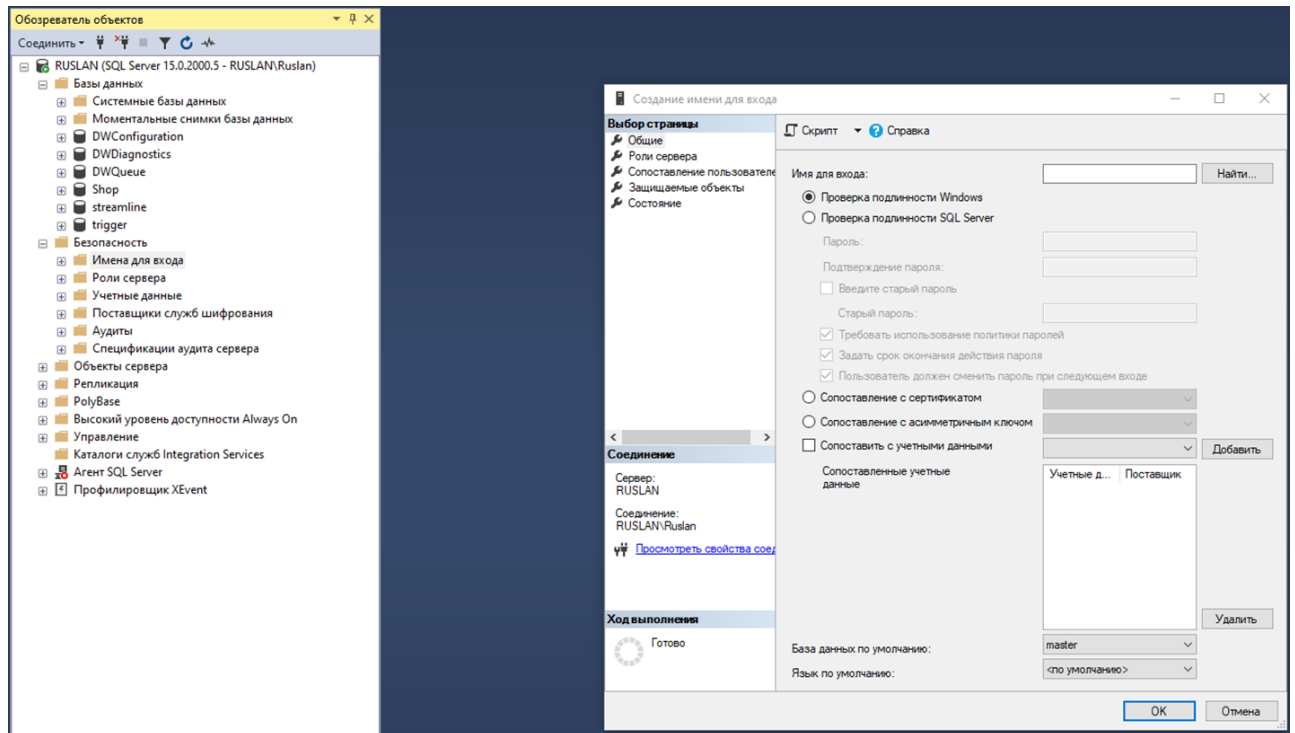 Обозреватель объектов
Соединить
RUSLAN (SQL Server 15.0.2000.5 - RUSLAN\Ruslan)
Базы данных
Системные базы данных
Моментальные снимки базы данных
DWConfiguration
DWDiagnostics
DWQueue
Shop
streamline
trigger
Безопасность
Имена для входа
Роли сервера
Учетные данные
Поставщики служб шифрования
Аудиты
Спецификации аудита сервера
Объекты сервера
Репликация
PolyBase
Высокий уровень доступности Always On
Управление
Каталоги служб Integration Services
Агент SQL Server
Профилировщик XEvent
Создание имени для входа
Выбор страницы
Общие
Роли сервера
Сопоставление пользователе
Защищаемые объекты
Состояние
Соединение
Сервер:
RUSLAN
Соединение:
RUSLAN\Ruslan
Просмотреть свойства соед
Ход выполнения
Готово
Скрипт
Справка
Имя для входа:
Найти...
Проверка подлинности Windows
Проверка подлинности SQL Server
Пароль:
Подтверждение пароля:
Введите старый пароль
Старый пароль:
Требовать использование политики паролей
Задать срок окончания действия пароля
Пользователь должен сменить пароль при следующем входе
Сопоставление с сертификатом
Сопоставление с асимметричным ключом
Сопоставить с учетными данными
Добавить
Сопоставленные учетные
данные
Учетные д... Поставщик
Удалить
База данных по умолчанию: master
Язык по умолчанию: <по умолчанию>
OK Отмена